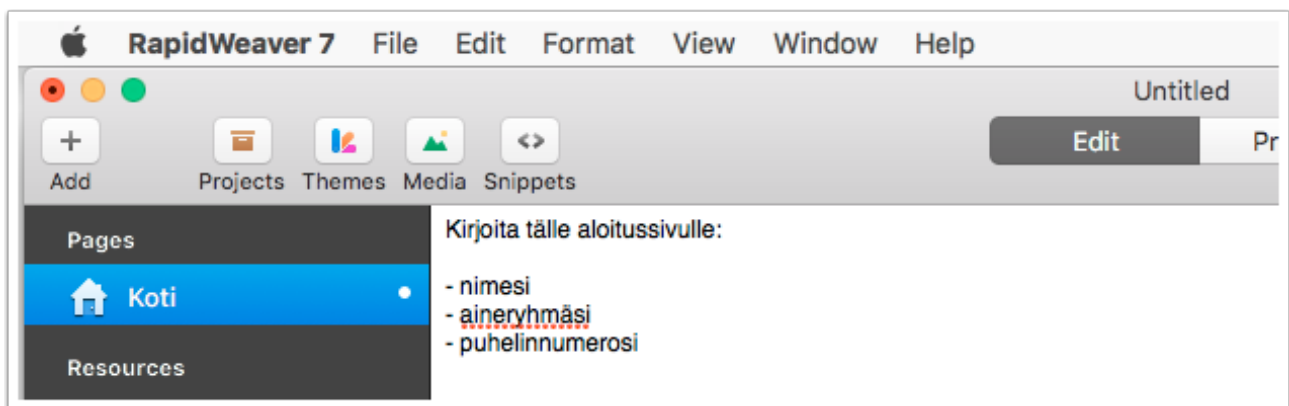 RapidWeaver 7 File Edit Format View Window Help
Untitled
Edit Pr
Add Projects Themes Media Snippets
Pages
Koti
Resources
Kirjoita tälle aloitussivulle:
- nimesi
- aineryhmäsi
- puhelinnumerosi